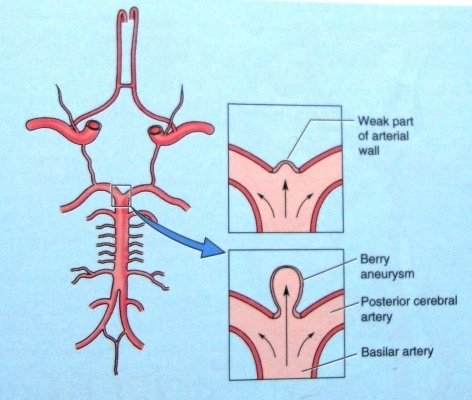 Weak part
of arterial
wall
Berry
aneurysm
Posterior cerebral
artery
Basilar artery